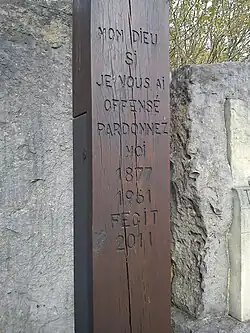 MON DIEU
SI
JE VOUS AI
OFFENSÉ
PARDONNEZ
MOI
1877
1961
FECIT
2011